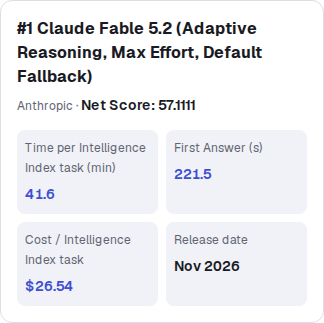 #1 Claude Fable 5.2 (Adaptive
Reasoning, Max Effort, Default
Fallback)
Anthropic · Net Score: 57.1111
Time per Intelligence
Index task (min)
41.6
First Answer (s)
221.5
Cost / Intelligence
Index task
$26.54
Release date
Nov 2026